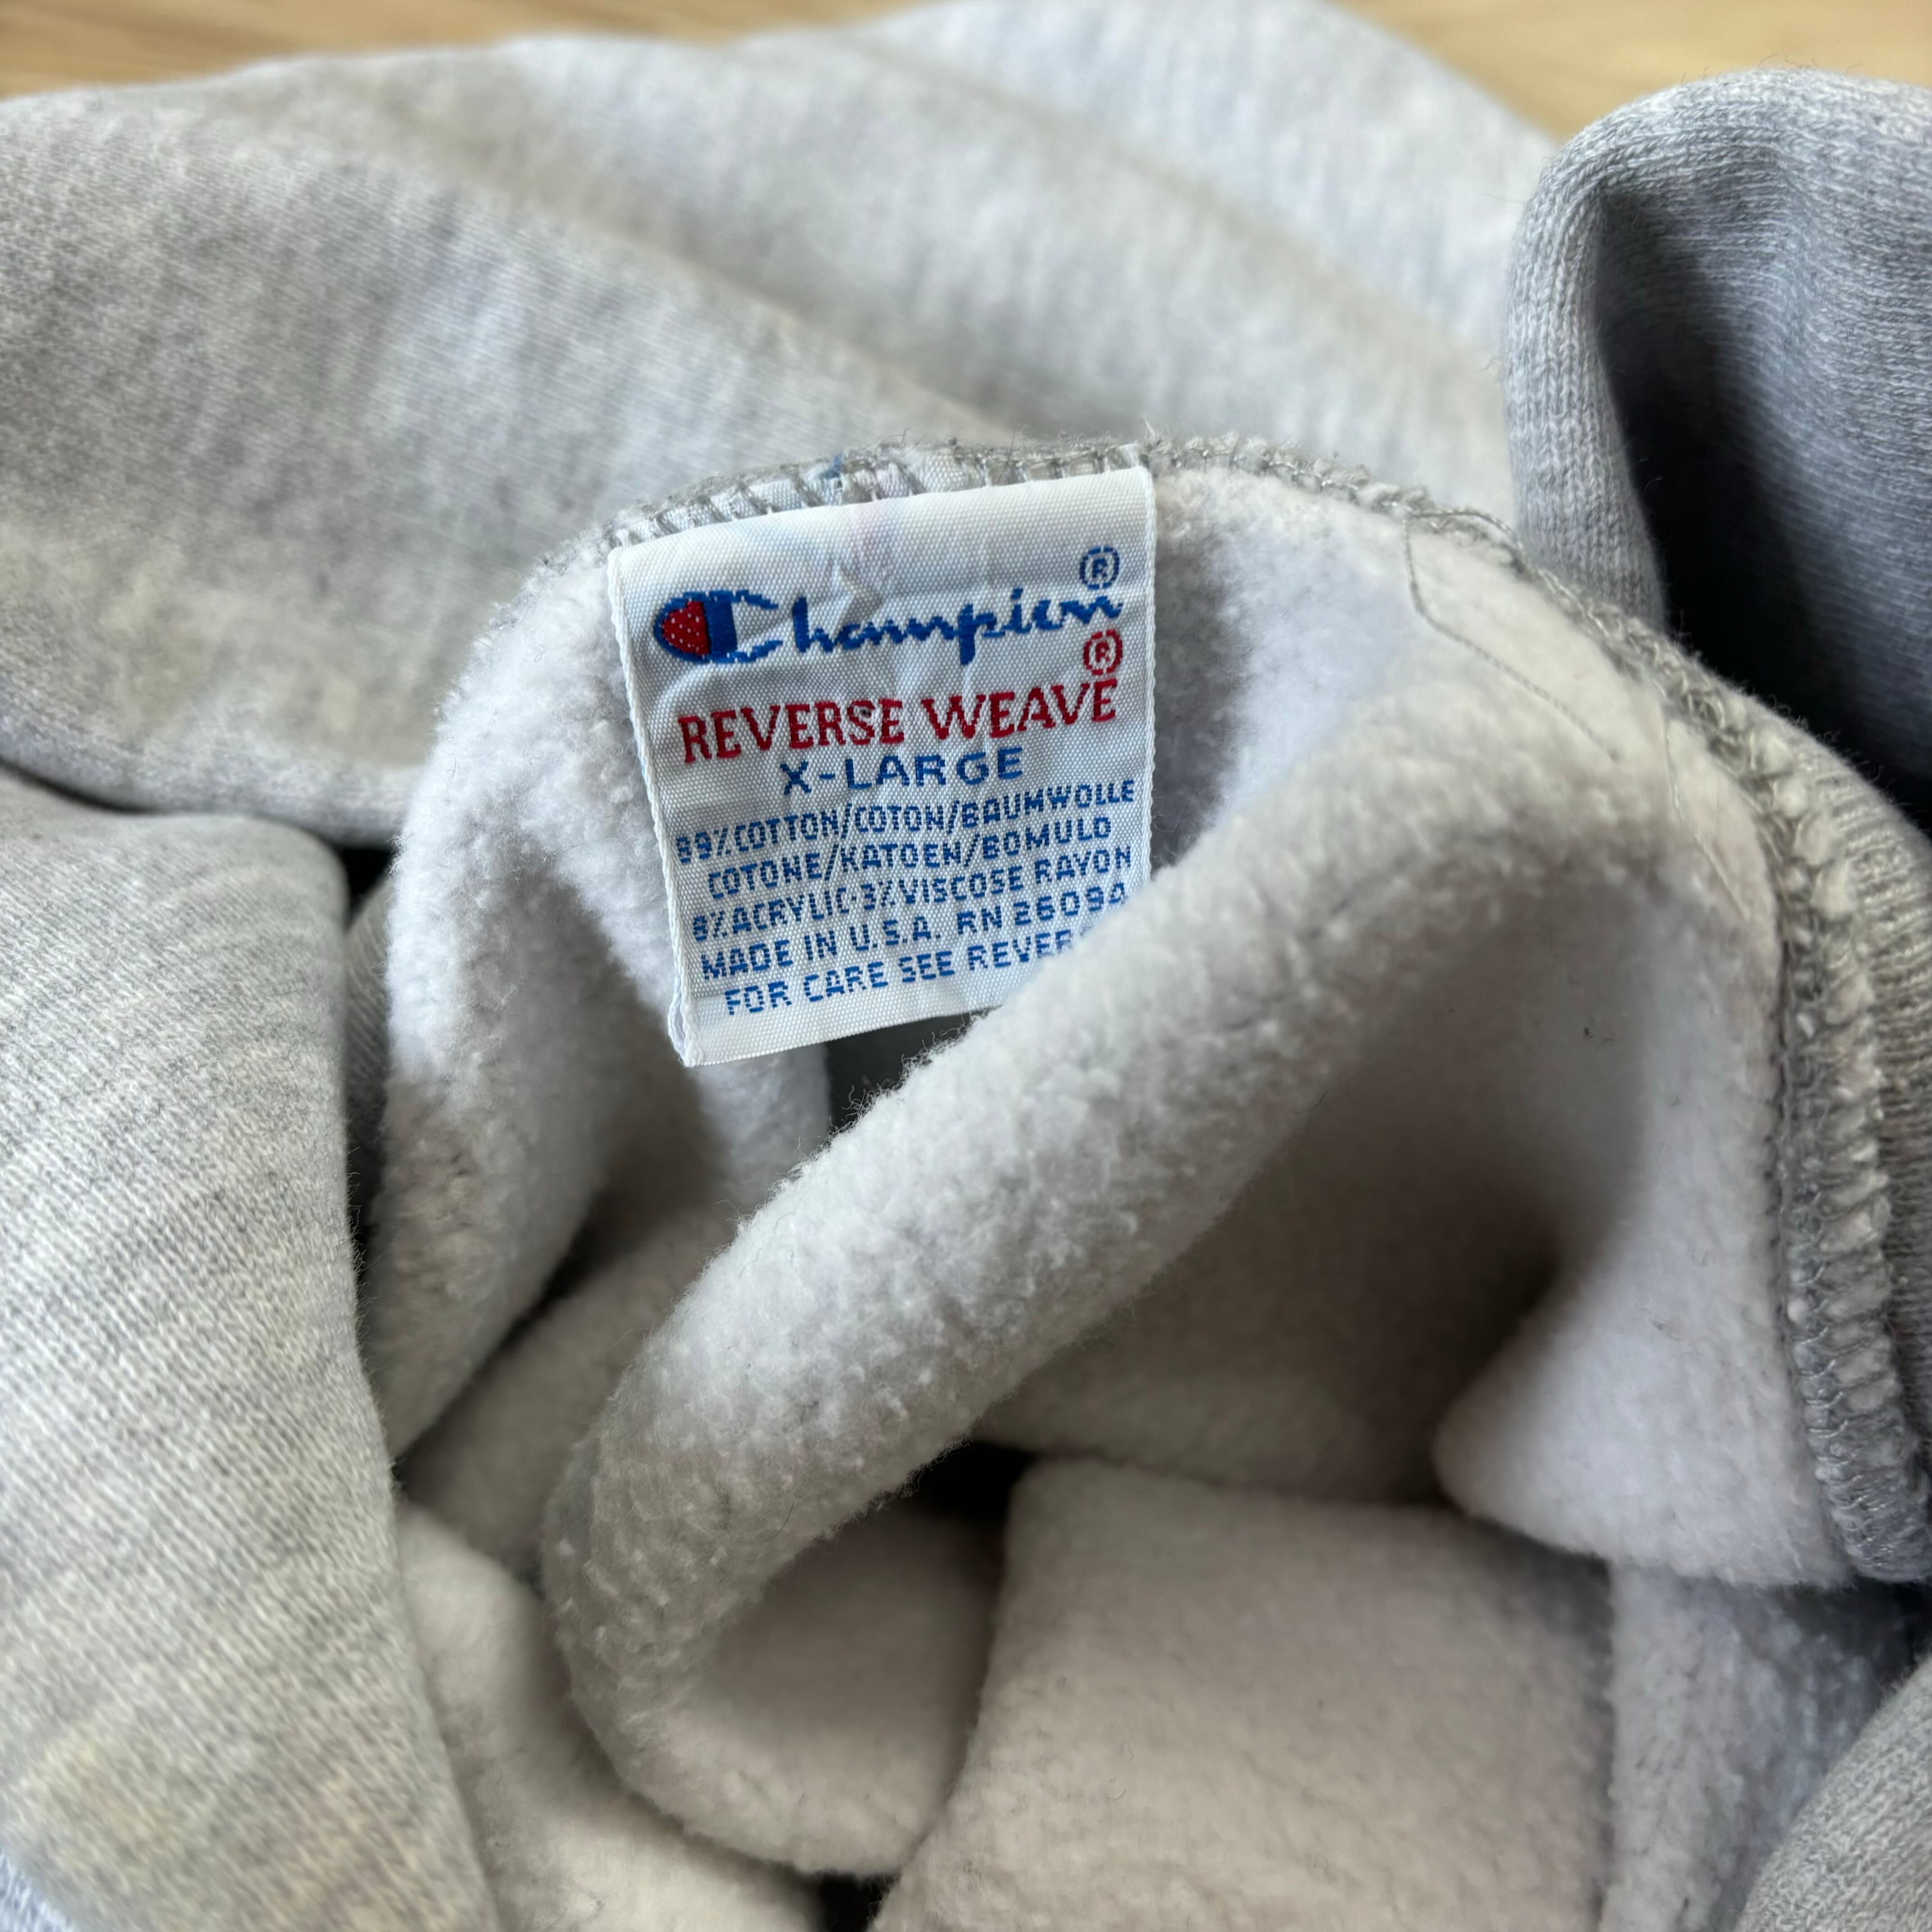 Champion®
®
REVERSE WEAVE
X-LARGE
89% COTTON/COTON/BAUMWOLLE
COTONE/KATOEN/BOMULD
8% ACRYLIC·3% VISCOSE RAYON
MADE IN U.S.A. RN 26094
FOR CARE SEE